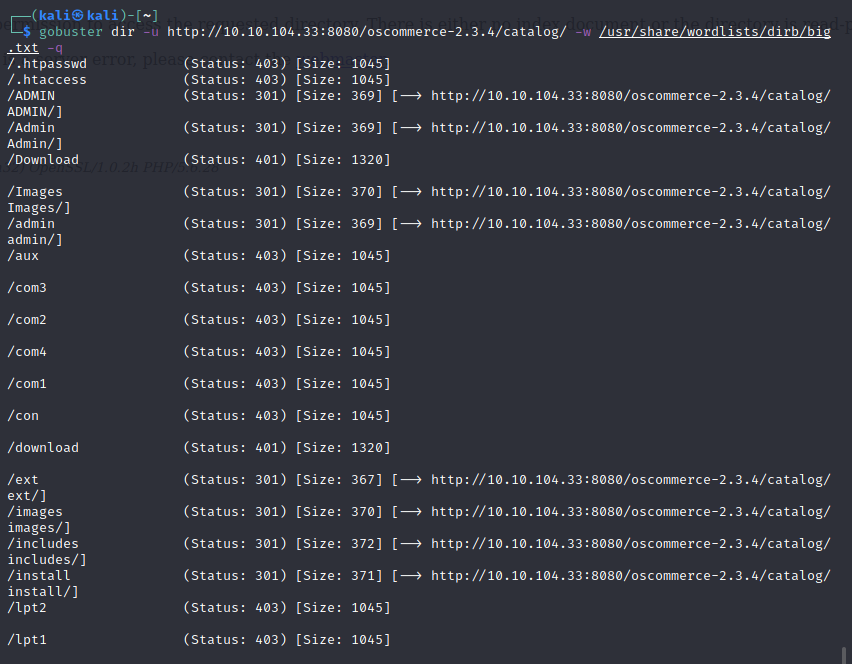 ┌──(kali㉿kali)-[~]
└─$ gobuster dir -u http://10.10.104.33:8080/oscommerce-2.3.4/catalog/ -w /usr/share/wordlists/dirb/big
.txt -q
/.htpasswd (Status: 403) [Size: 1045]
/.htaccess (Status: 403) [Size: 1045]
/ADMIN (Status: 301) [Size: 369] [--> http://10.10.104.33:8080/oscommerce-2.3.4/catalog/
ADMIN/]
/Admin (Status: 301) [Size: 369] [--> http://10.10.104.33:8080/oscommerce-2.3.4/catalog/
Admin/]
/Download (Status: 401) [Size: 1320]
/Images (Status: 301) [Size: 370] [--> http://10.10.104.33:8080/oscommerce-2.3.4/catalog/
Images/]
/admin (Status: 301) [Size: 369] [--> http://10.10.104.33:8080/oscommerce-2.3.4/catalog/
admin/]
/aux (Status: 403) [Size: 1045]
/com3 (Status: 403) [Size: 1045]
/com2 (Status: 403) [Size: 1045]
/com4 (Status: 403) [Size: 1045]
/com1 (Status: 403) [Size: 1045]
/con (Status: 403) [Size: 1045]
/download (Status: 401) [Size: 1320]
/ext (Status: 301) [Size: 367] [--> http://10.10.104.33:8080/oscommerce-2.3.4/catalog/
ext/]
/images (Status: 301) [Size: 370] [--> http://10.10.104.33:8080/oscommerce-2.3.4/catalog/
images/]
/includes (Status: 301) [Size: 372] [--> http://10.10.104.33:8080/oscommerce-2.3.4/catalog/
includes/]
/install (Status: 301) [Size: 371] [--> http://10.10.104.33:8080/oscommerce-2.3.4/catalog/
install/]
/lpt2 (Status: 403) [Size: 1045]
/lpt1 (Status: 403) [Size: 1045]